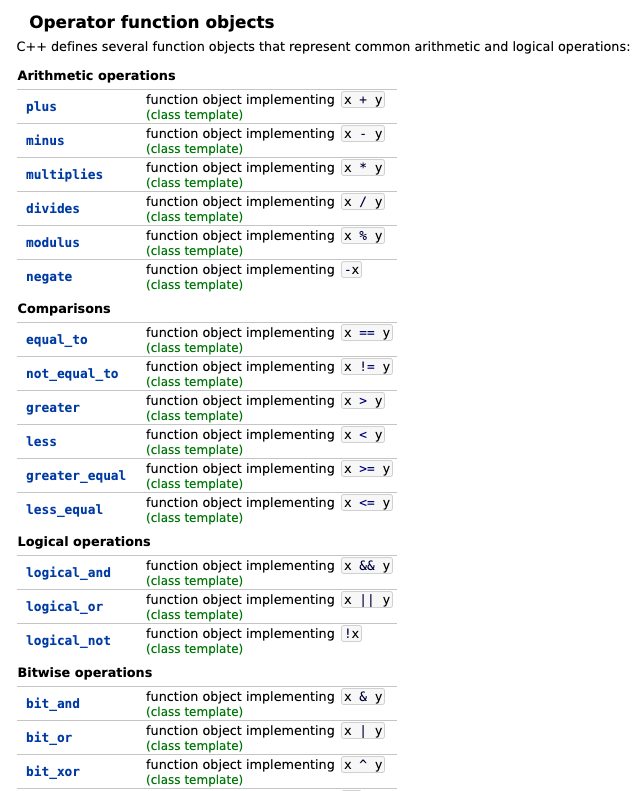 Operator function objects
C++ defines several function objects that represent common arithmetic and logical operations:
Arithmetic operations
plus function object implementing x + y
(class template)
minus function object implementing x - y
(class template)
multiplies function object implementing x * y
(class template)
divides function object implementing x / y
(class template)
modulus function object implementing x % y
(class template)
negate function object implementing -x
(class template)
Comparisons
equal_to function object implementing x == y
(class template)
not_equal_to function object implementing x != y
(class template)
greater function object implementing x > y
(class template)
less function object implementing x < y
(class template)
greater_equal function object implementing x >= y
(class template)
less_equal function object implementing x <= y
(class template)
Logical operations
logical_and function object implementing x && y
(class template)
logical_or function object implementing x || y
(class template)
logical_not function object implementing !x
(class template)
Bitwise operations
bit_and function object implementing x & y
(class template)
bit_or function object implementing x | y
(class template)
bit_xor function object implementing x ^ y
(class template)